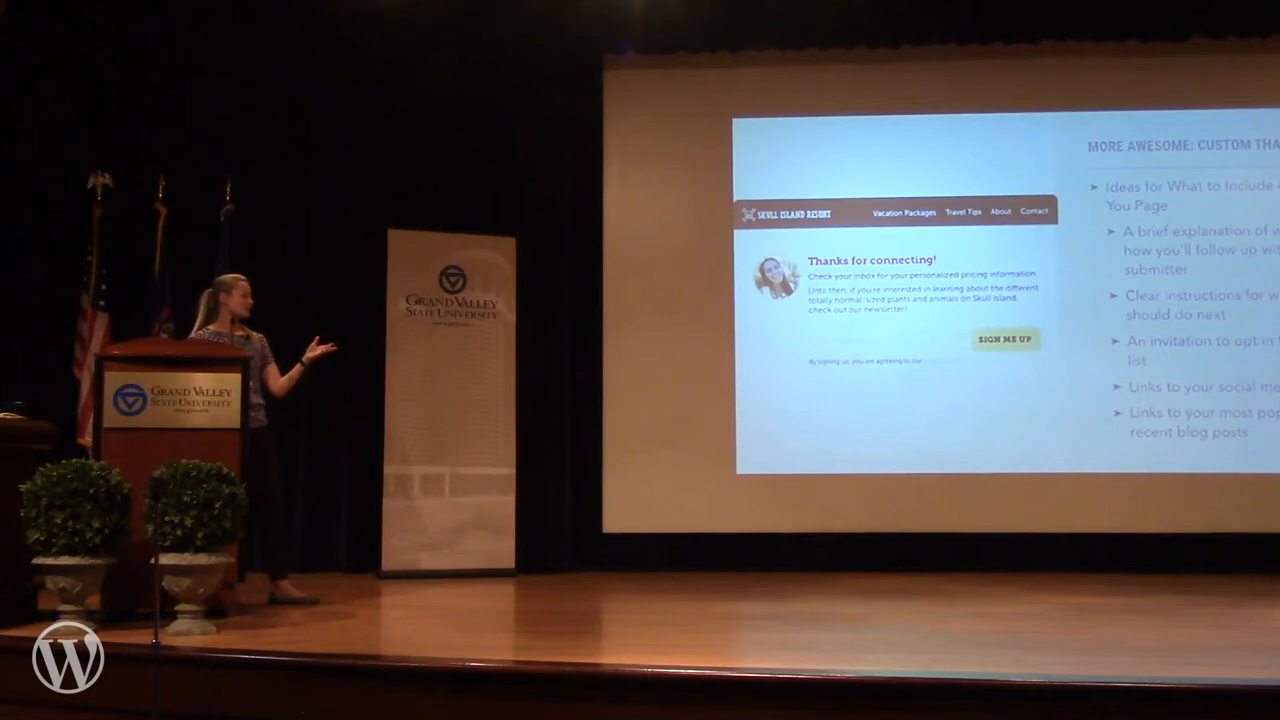 MORE AWESOME: CUSTOM THA
Ideas for What to Include
You Page
A brief explanation of w
how you'll follow up wi
submitter
Clear instructions for w
should do next
An invitation to opt in
list
Links to your social me
Links to your most pop
recent blog posts
SKULL ISLAND RESORT
Vacation Packages Travel Tips About Contact
Thanks for connecting!
Check your inbox for your personalized pricing information.
Until then, if you're interested in learning about the different
totally normal-sized plants and animals on Skull Island,
check out our newsletter!
SIGN ME UP
By signing up, you are agreeing to our
GRAND VALLEY
STATE UNIVERSITY
GRAND VALLEY
STATE UNIVERSITY
W